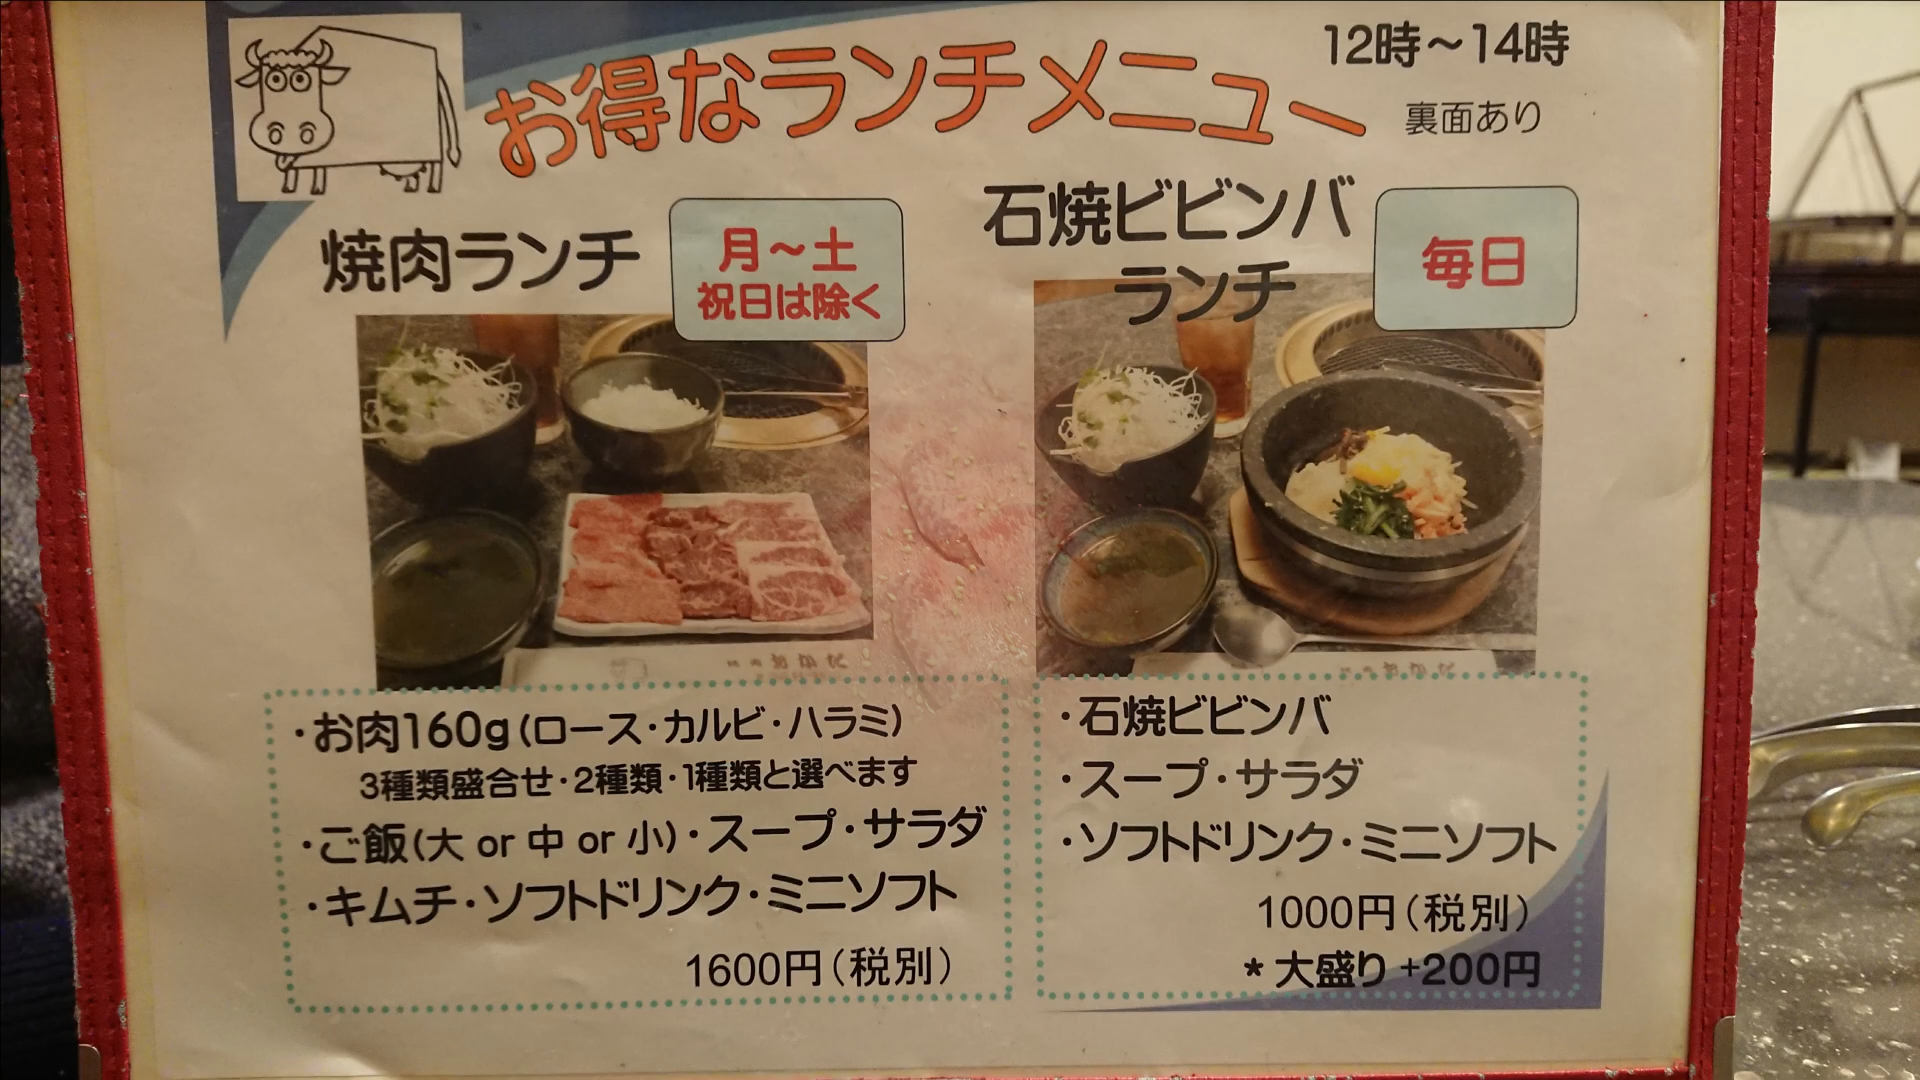 お得なランチメニュー
12時～14時
裏面あり
焼肉ランチ
月～土
祝日は除く
・お肉160g(ロース・カルビ・ハラミ)
3種類盛合せ・2種類・1種類と選べます
・ご飯(大 or 中 or 小)・スープ・サラダ
・キムチ・ソフトドリンク・ミニソフト
1600円(税別)
石焼ビビンバ
ランチ
毎日
・石焼ビビンバ
・スープ・サラダ
・ソフトドリンク・ミニソフト
1000円(税別)
* 大盛り +200円